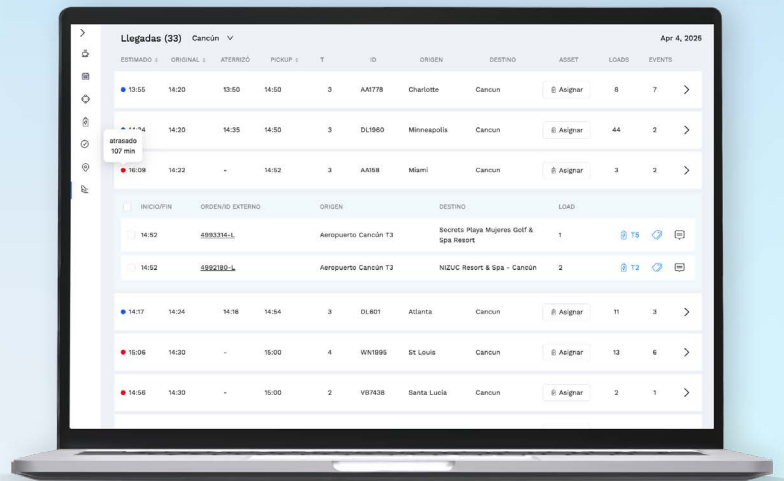 Llegadas (33) Cancún
Apr 4, 2026
ESTIMADO ORIGINAL ATERRIZÓ PICKUP T ID ORIGEN DESTINO ASSET LOADS EVENTS
13:55 14:20 13:50 14:50 3 AA1778 Charlotte Cancun Asignar 8 7
14:20 14:35 14:50 3 DL1960 Minneapolis Cancun Asignar 44 2
atrasado
107 min
16:09 14:22 - 14:52 3 AA158 Miami Cancun Asignar 3 2
INICIO/FIN ORDEN/ID EXTERNO ORIGEN DESTINO LOAD
14:52 4993314-L Aeropuerto Cancún T3 Secrets Playa Mujeres Golf &
Spa Resort 1 T5
14:52 4992180-L Aeropuerto Cancún T3 NIZUC Resort & Spa - Cancún 2 T2
14:17 14:24 14:18 14:54 3 DL601 Atlanta Cancun Asignar 11 3
15:06 14:30 - 15:00 4 WN1995 St Louis Cancun Asignar 13 6
14:56 14:30 - 15:00 2 VB7438 Santa Lucia Cancun Asignar 2 1